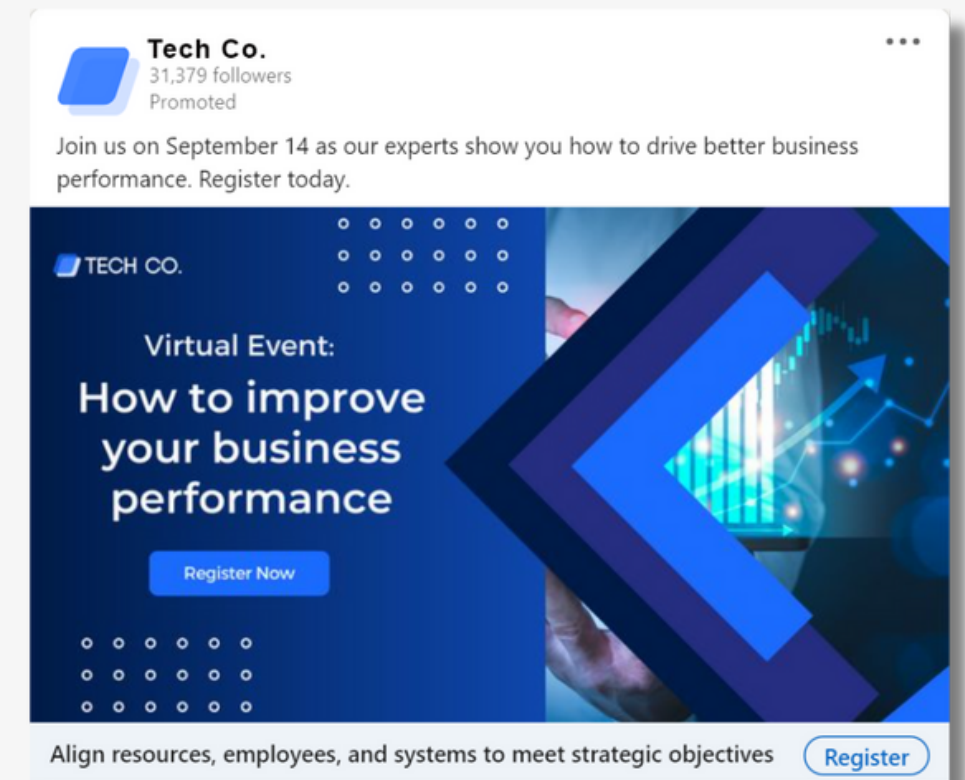 Tech Co.
31,379 followers
Promoted
Join us on September 14 as our experts show you how to drive better business
performance. Register today.
TECH CO.
Virtual Event:
How to improve
your business
performance
Register Now
Align resources, employees, and systems to meet strategic objectives
Register